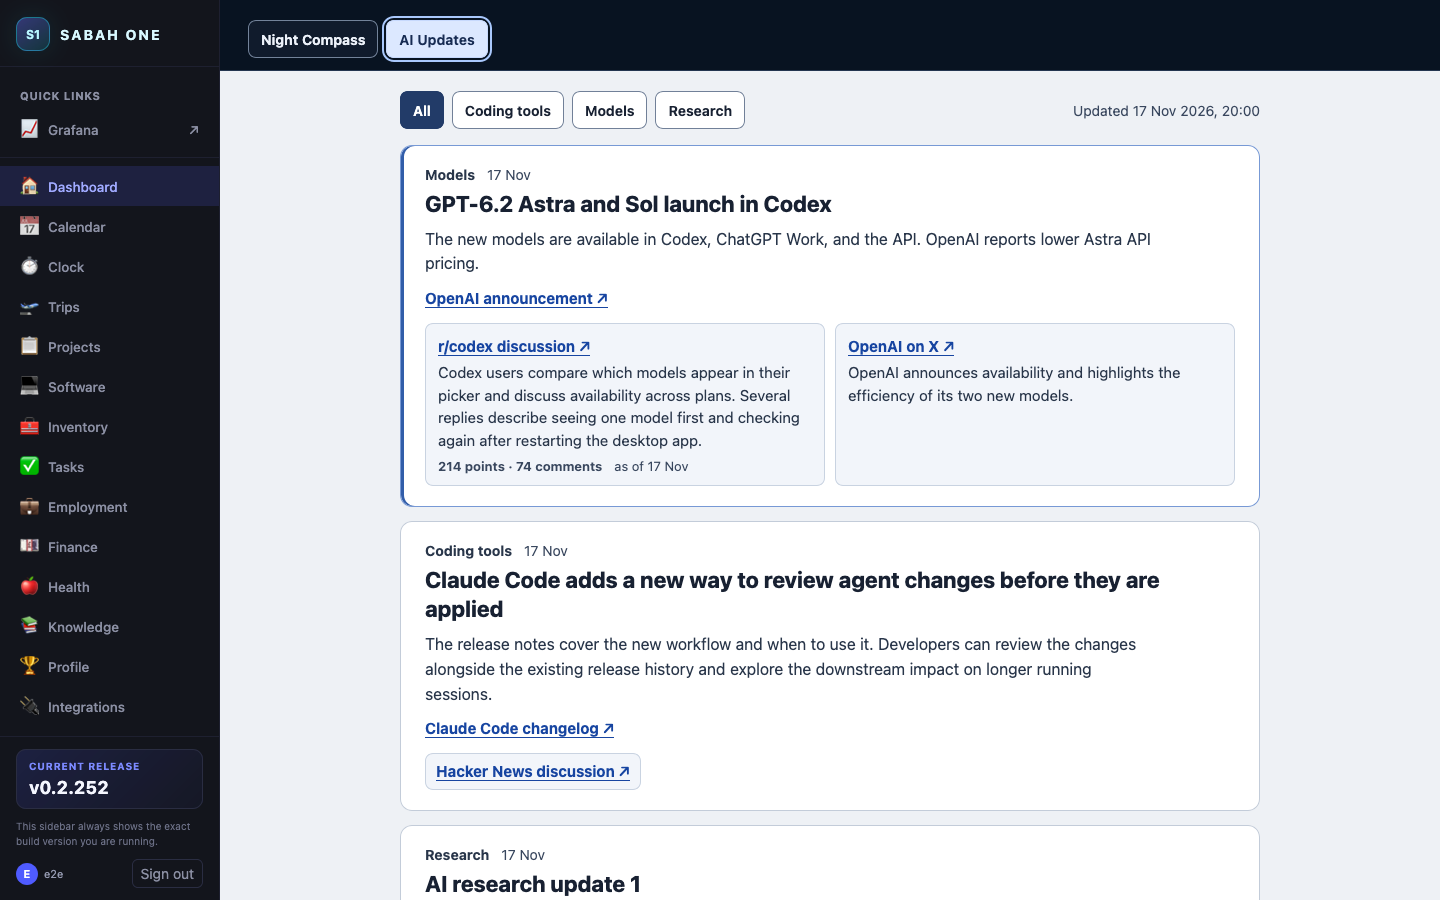 S1 SABAH ONE
QUICK LINKS
Grafana ↗
Dashboard
Calendar
Clock
Trips
Projects
Software
Inventory
Tasks
Employment
Finance
Health
Knowledge
Profile
Integrations
CURRENT RELEASE
v0.2.252
This sidebar always shows the exact
build version you are running.
E e2e Sign out
Night Compass AI Updates
All Coding tools Models Research Updated 17 Nov 2026, 20:00
Models 17 Nov
GPT-6.2 Astra and Sol launch in Codex
The new models are available in Codex, ChatGPT Work, and the API. OpenAI reports lower Astra API
pricing.
OpenAI announcement ↗
r/codex discussion ↗
Codex users compare which models appear in their
picker and discuss availability across plans. Several
replies describe seeing one model first and checking
again after restarting the desktop app.
214 points · 74 comments as of 17 Nov
OpenAI on X ↗
OpenAI announces availability and highlights the
efficiency of its two new models.
Coding tools 17 Nov
Claude Code adds a new way to review agent changes before they are
applied
The release notes cover the new workflow and when to use it. Developers can review the changes
alongside the existing release history and explore the downstream impact on longer running
sessions.
Claude Code changelog ↗
Hacker News discussion ↗
Research 17 Nov
AI research update 1